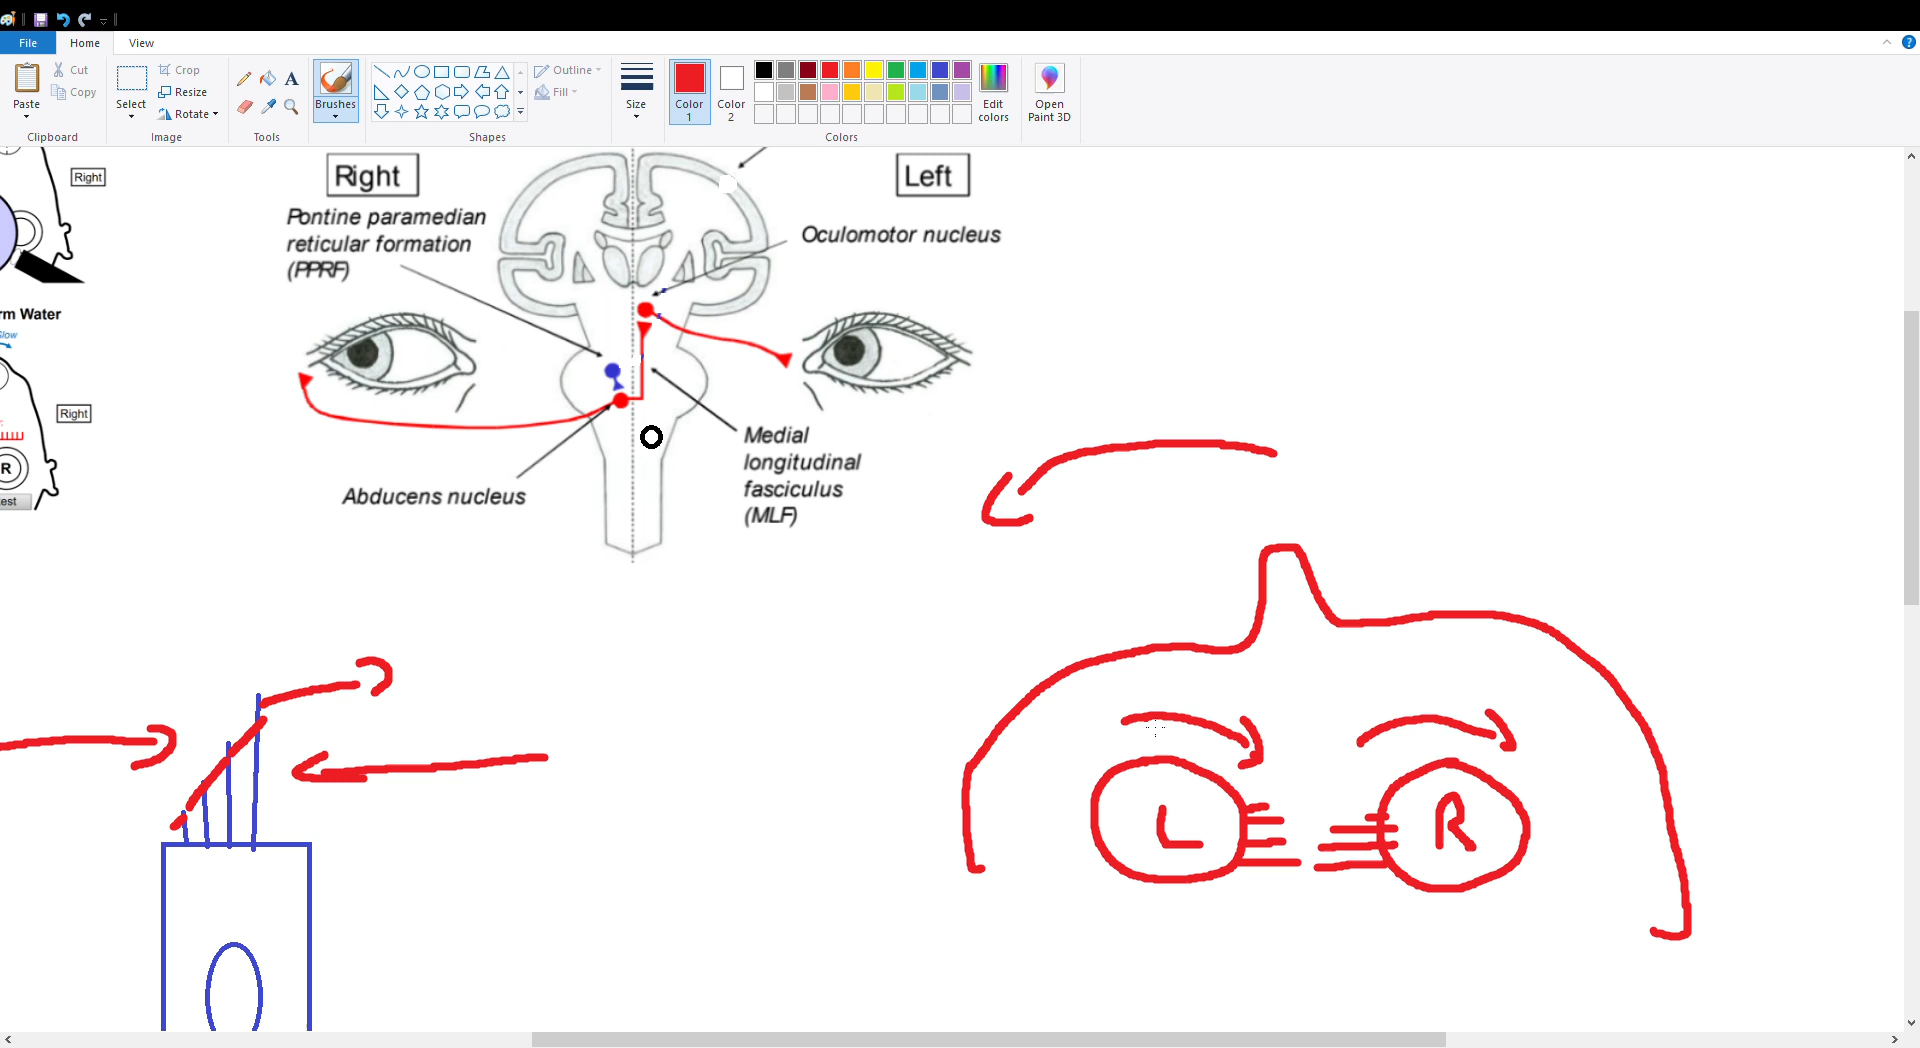 File
Home
View
Paste
Cut
Copy
Clipboard
Select
Crop
Resize
Rotate
Image
A
Tools
Brushes
Shapes
Outline
Fill
Size
Color
1
Color
2
Edit
colors
Colors
Open
Paint 3D
Right
Right
Left
Pontine paramedian
reticular formation
(PPRF)
Oculomotor nucleus
rm Water
low
Right
R
est
Abducens nucleus
Medial
longitudinal
fasciculus
(MLF)
L
R